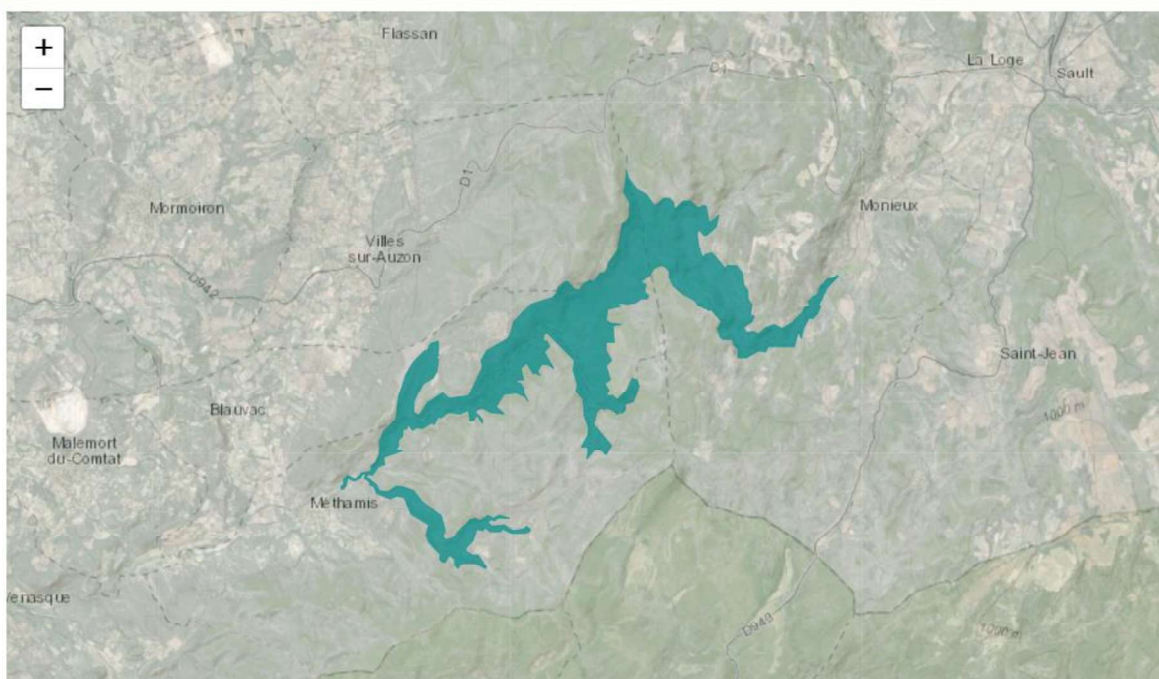 +
−
Flassan
D1
La Loge
Sault
D1
Mormoiron
Monieux
Villes
sur-Auzon
D942
Saint-Jean
Blauvac
1000 m
Malemort
du-Comtat
Méthamis
Venasque
D943
1000 m